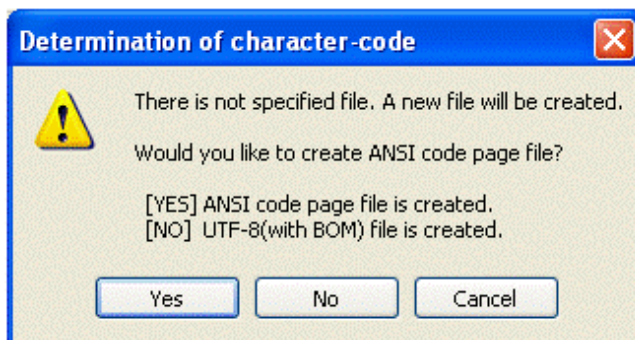 Determination of character-code
There is not specified file. A new file will be created.
Would you like to create ANSI code page file?
[YES] ANSI code page file is created.
[NO] UTF-8(with BOM) file is created.
Yes No Cancel